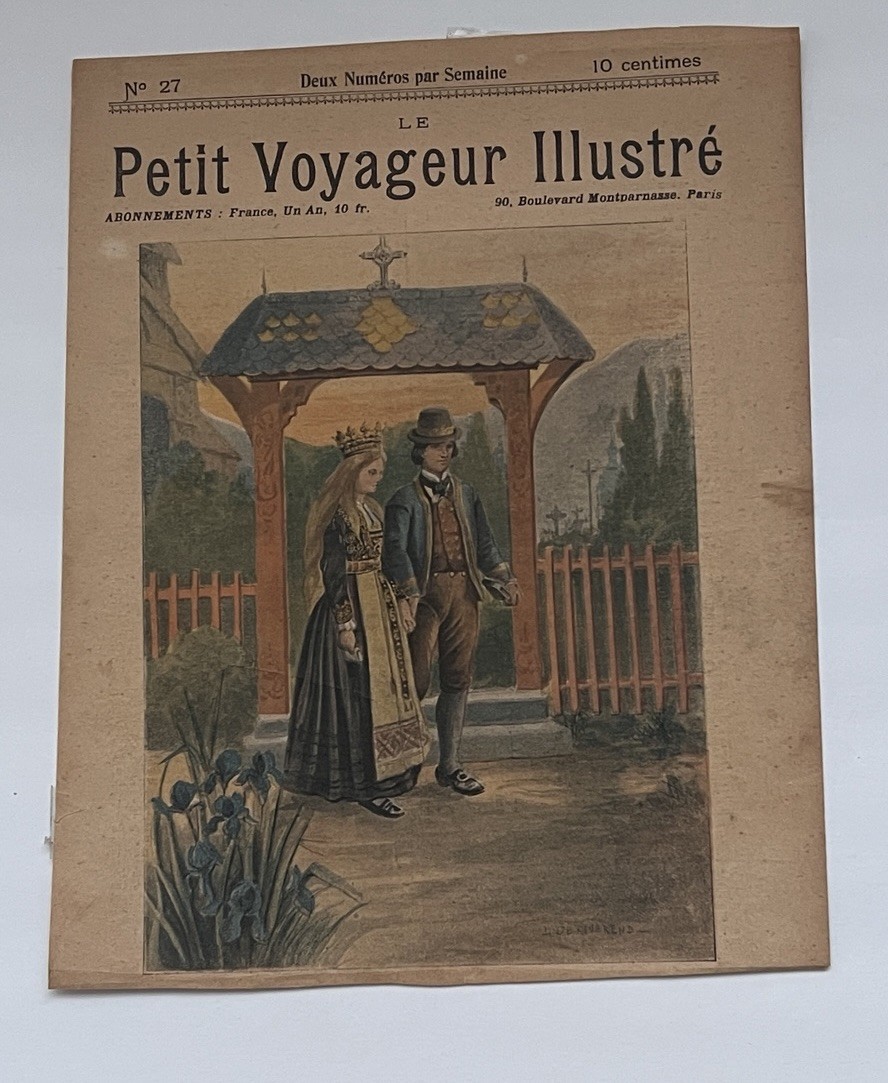 Nº 27
Deux Numéros par Semaine
10 centimes
LE
Petit Voyageur Illustré
ABONNEMENTS : France, Un An, 10 fr.
90, Boulevard Montparnasse. Paris